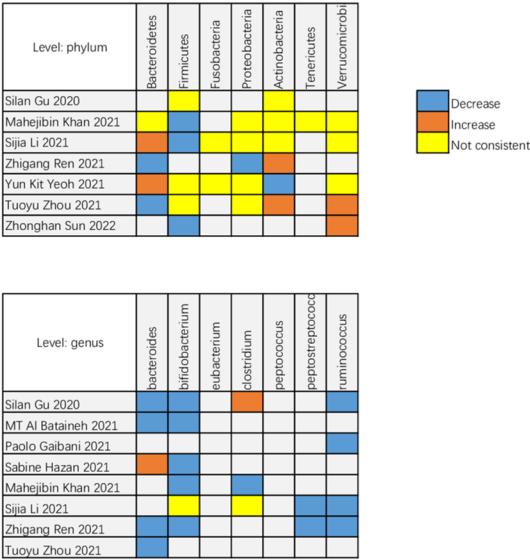 Level: phylum
Bacteroidetes
Firmicutes
Fusobacteria
Proteobacteria
Actinobacteria
Tenericutes
Verrucomicrobi
Silan Gu 2020
Mahejibin Khan 2021
Sijia Li 2021
Zhigang Ren 2021
Yun Kit Yeoh 2021
Tuoyu Zhou 2021
Zhonghan Sun 2022
Decrease
Increase
Not consistent
Level: genus
bacteroides
bifidobacterium
eubacterium
clostridium
peptococcus
peptostreptococc
ruminococcus
Silan Gu 2020
MT Al Bataineh 2021
Paolo Gaibani 2021
Sabine Hazan 2021
Mahejibin Khan 2021
Sijia Li 2021
Zhigang Ren 2021
Tuoyu Zhou 2021